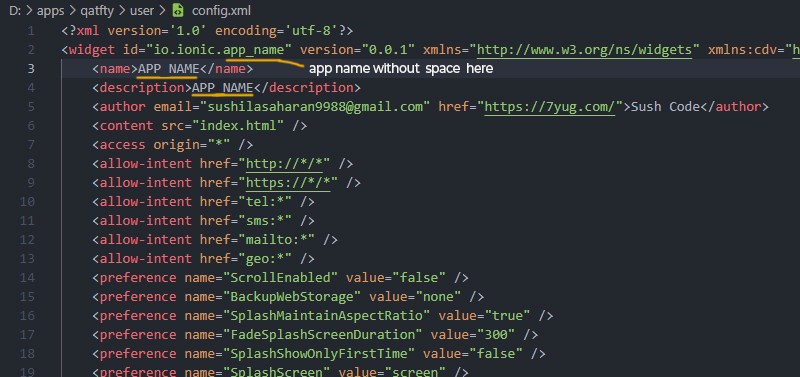 D: > apps > qatfty > user > config.xml
1 <?xml version='1.0' encoding='utf-8'?>
2 <widget id="io.ionic.app_name" version="0.0.1" xmlns="http://www.w3.org/ns/widgets" xmlns:cdv="h
3 <name>APP NAME</name> app name without space here
4 <description>APP NAME</description>
5 <author email="sushilasaharan9988@gmail.com" href="https://7yug.com/">Sush Code</author>
6 <content src="index.html" />
7 <access origin="*" />
8 <allow-intent href="http://*/*" />
9 <allow-intent href="https://*/*" />
10 <allow-intent href="tel:*" />
11 <allow-intent href="sms:*" />
12 <allow-intent href="mailto:*" />
13 <allow-intent href="geo:*" />
14 <preference name="ScrollEnabled" value="false" />
15 <preference name="BackupWebStorage" value="none" />
16 <preference name="SplashMaintainAspectRatio" value="true" />
17 <preference name="FadeSplashScreenDuration" value="300" />
18 <preference name="SplashShowOnlyFirstTime" value="false" />
19 <preference name="SplashScreen" value="screen" />